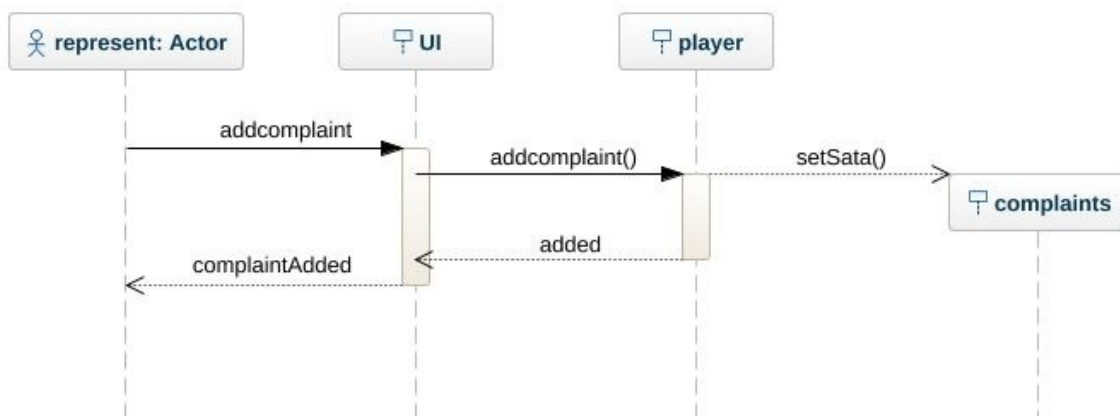 represent: Actor
UI
player
addcomplaint
addcomplaint()
setSata()
complaints
added
complaintAdded